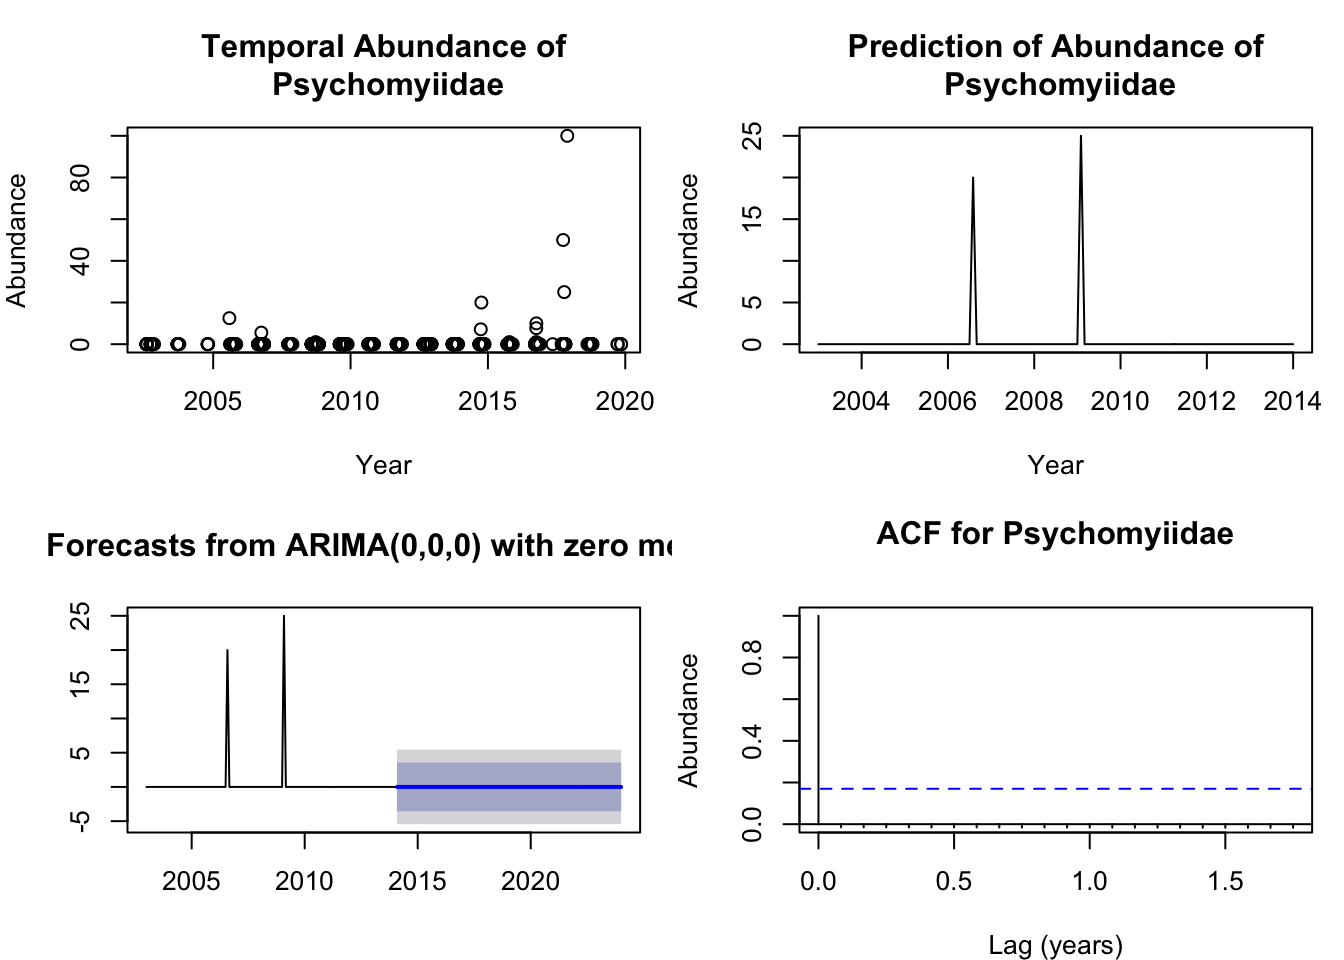 Temporal Abundance of
Psychomyiidae
Abundance
0 40 80
2005 2010 2015 2020
Year
Prediction of Abundance of
Psychomyiidae
Abundance
0 5 15 25
2004 2006 2008 2010 2012 2014
Year
Forecasts from ARIMA(0,0,0) with zero me
-5 5 15 25
2005 2010 2015 2020
ACF for Psychomyiidae
Abundance
0.0 0.4 0.8
0.0 0.5 1.0 1.5
Lag (years)